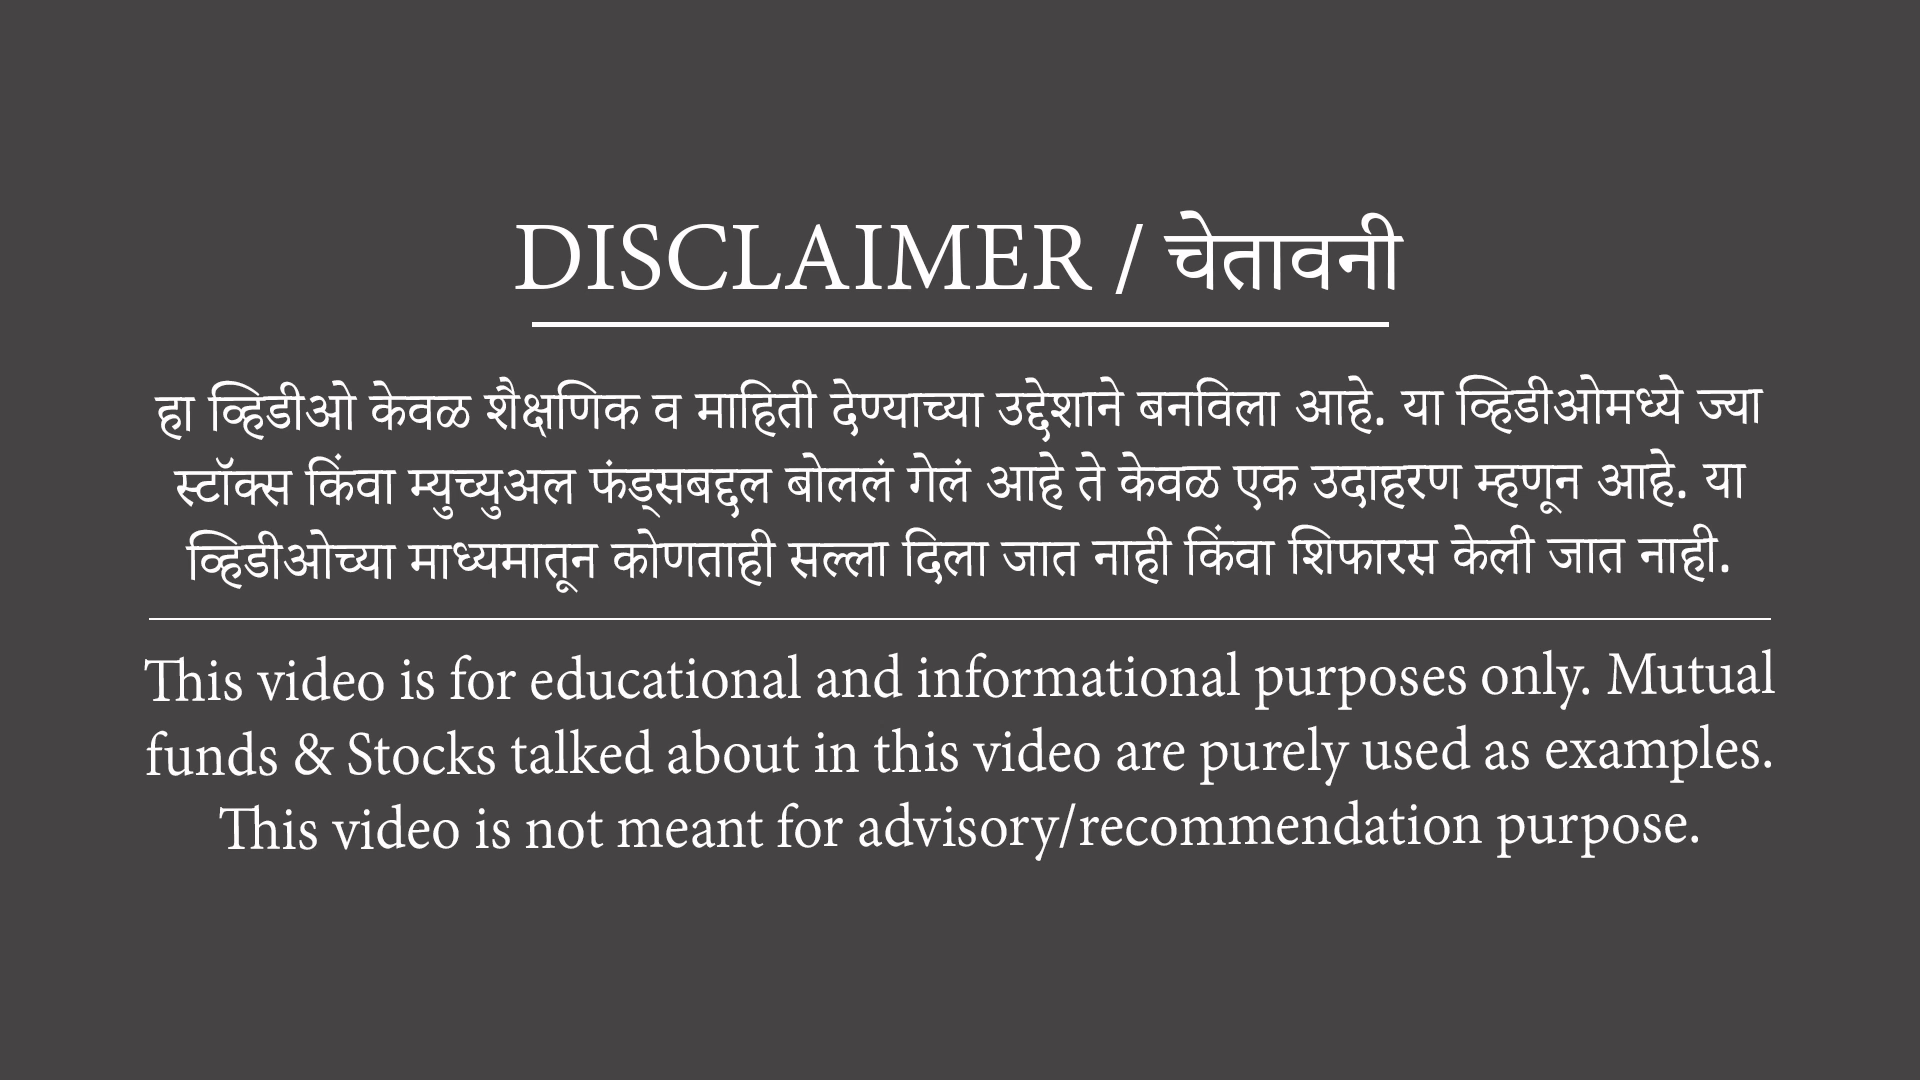 DISCLAIMER / चेतावनी
हा व्हिडीओ केवळ शैक्षणिक व माहिती देण्याच्या उद्देशाने बनविला आहे. या व्हिडीओमध्ये ज्या
स्टॉक्स किंवा म्युच्युअल फंड्सबद्दल बोललं गेलं आहे ते केवळ एक उदाहरण म्हणून आहे. या
व्हिडीओच्या माध्यमातून कोणताही सल्ला दिला जात नाही किंवा शिफारस केली जात नाही.
This video is for educational and informational purposes only. Mutual
funds & Stocks talked about in this video are purely used as examples.
This video is not meant for advisory/recommendation purpose.